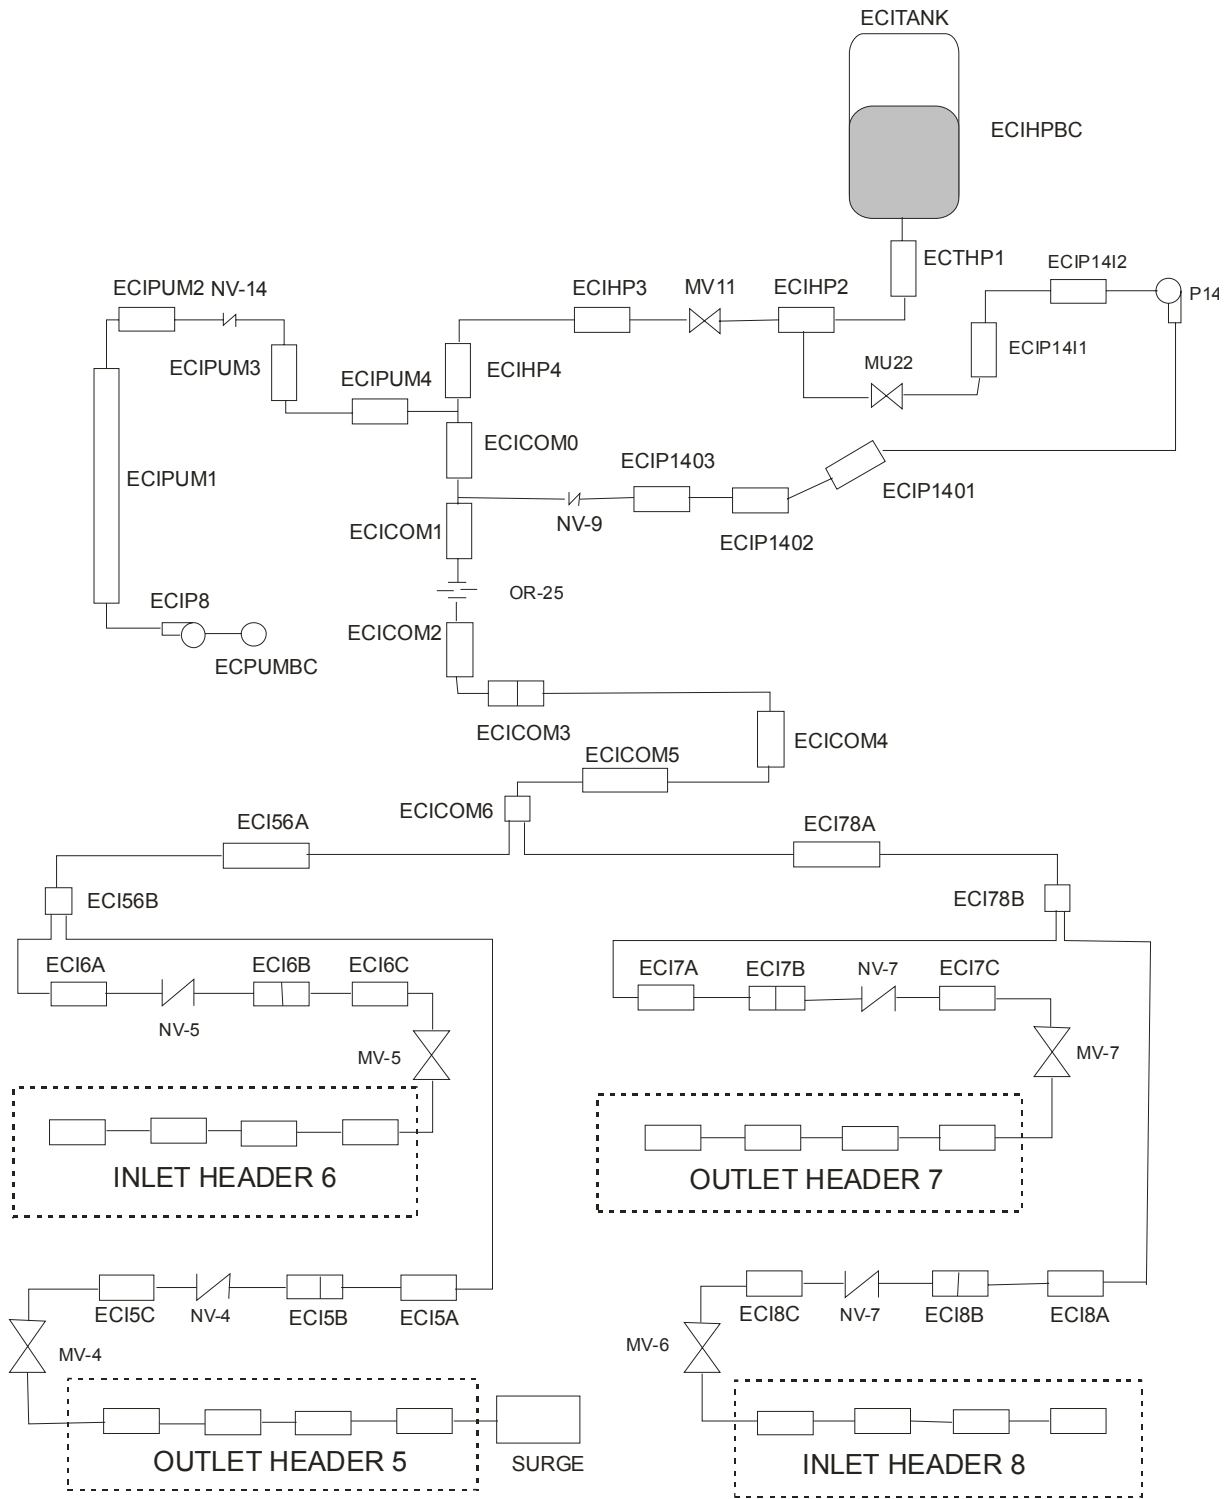 ECITANK
ECIHPBC
ECTHP1
ECIP14I2
P14
ECIPUM2 NV-14
ECIHP3
MV11
ECIHP2
ECIP14I1
ECIPUM3
ECIPUM4
ECIHP4
MU22
ECICOM0
ECIP1403
ECIPUM1
ECIP1401
ECICOM1
NV-9
ECIP1402
OR-25
ECIP8
ECICOM2
ECPUMBC
ECICOM3
ECICOM4
ECICOM5
ECICOM6
ECI56A
ECI78A
ECI56B
ECI78B
ECI6A
ECI6B
ECI6C
ECI7A
ECI7B
NV-7
ECI7C
NV-5
MV-5
MV-7
INLET HEADER 6
OUTLET HEADER 7
ECI5C
NV-4
ECI5B
ECI5A
ECI8C
NV-7
ECI8B
ECI8A
MV-4
MV-6
OUTLET HEADER 5
SURGE
INLET HEADER 8